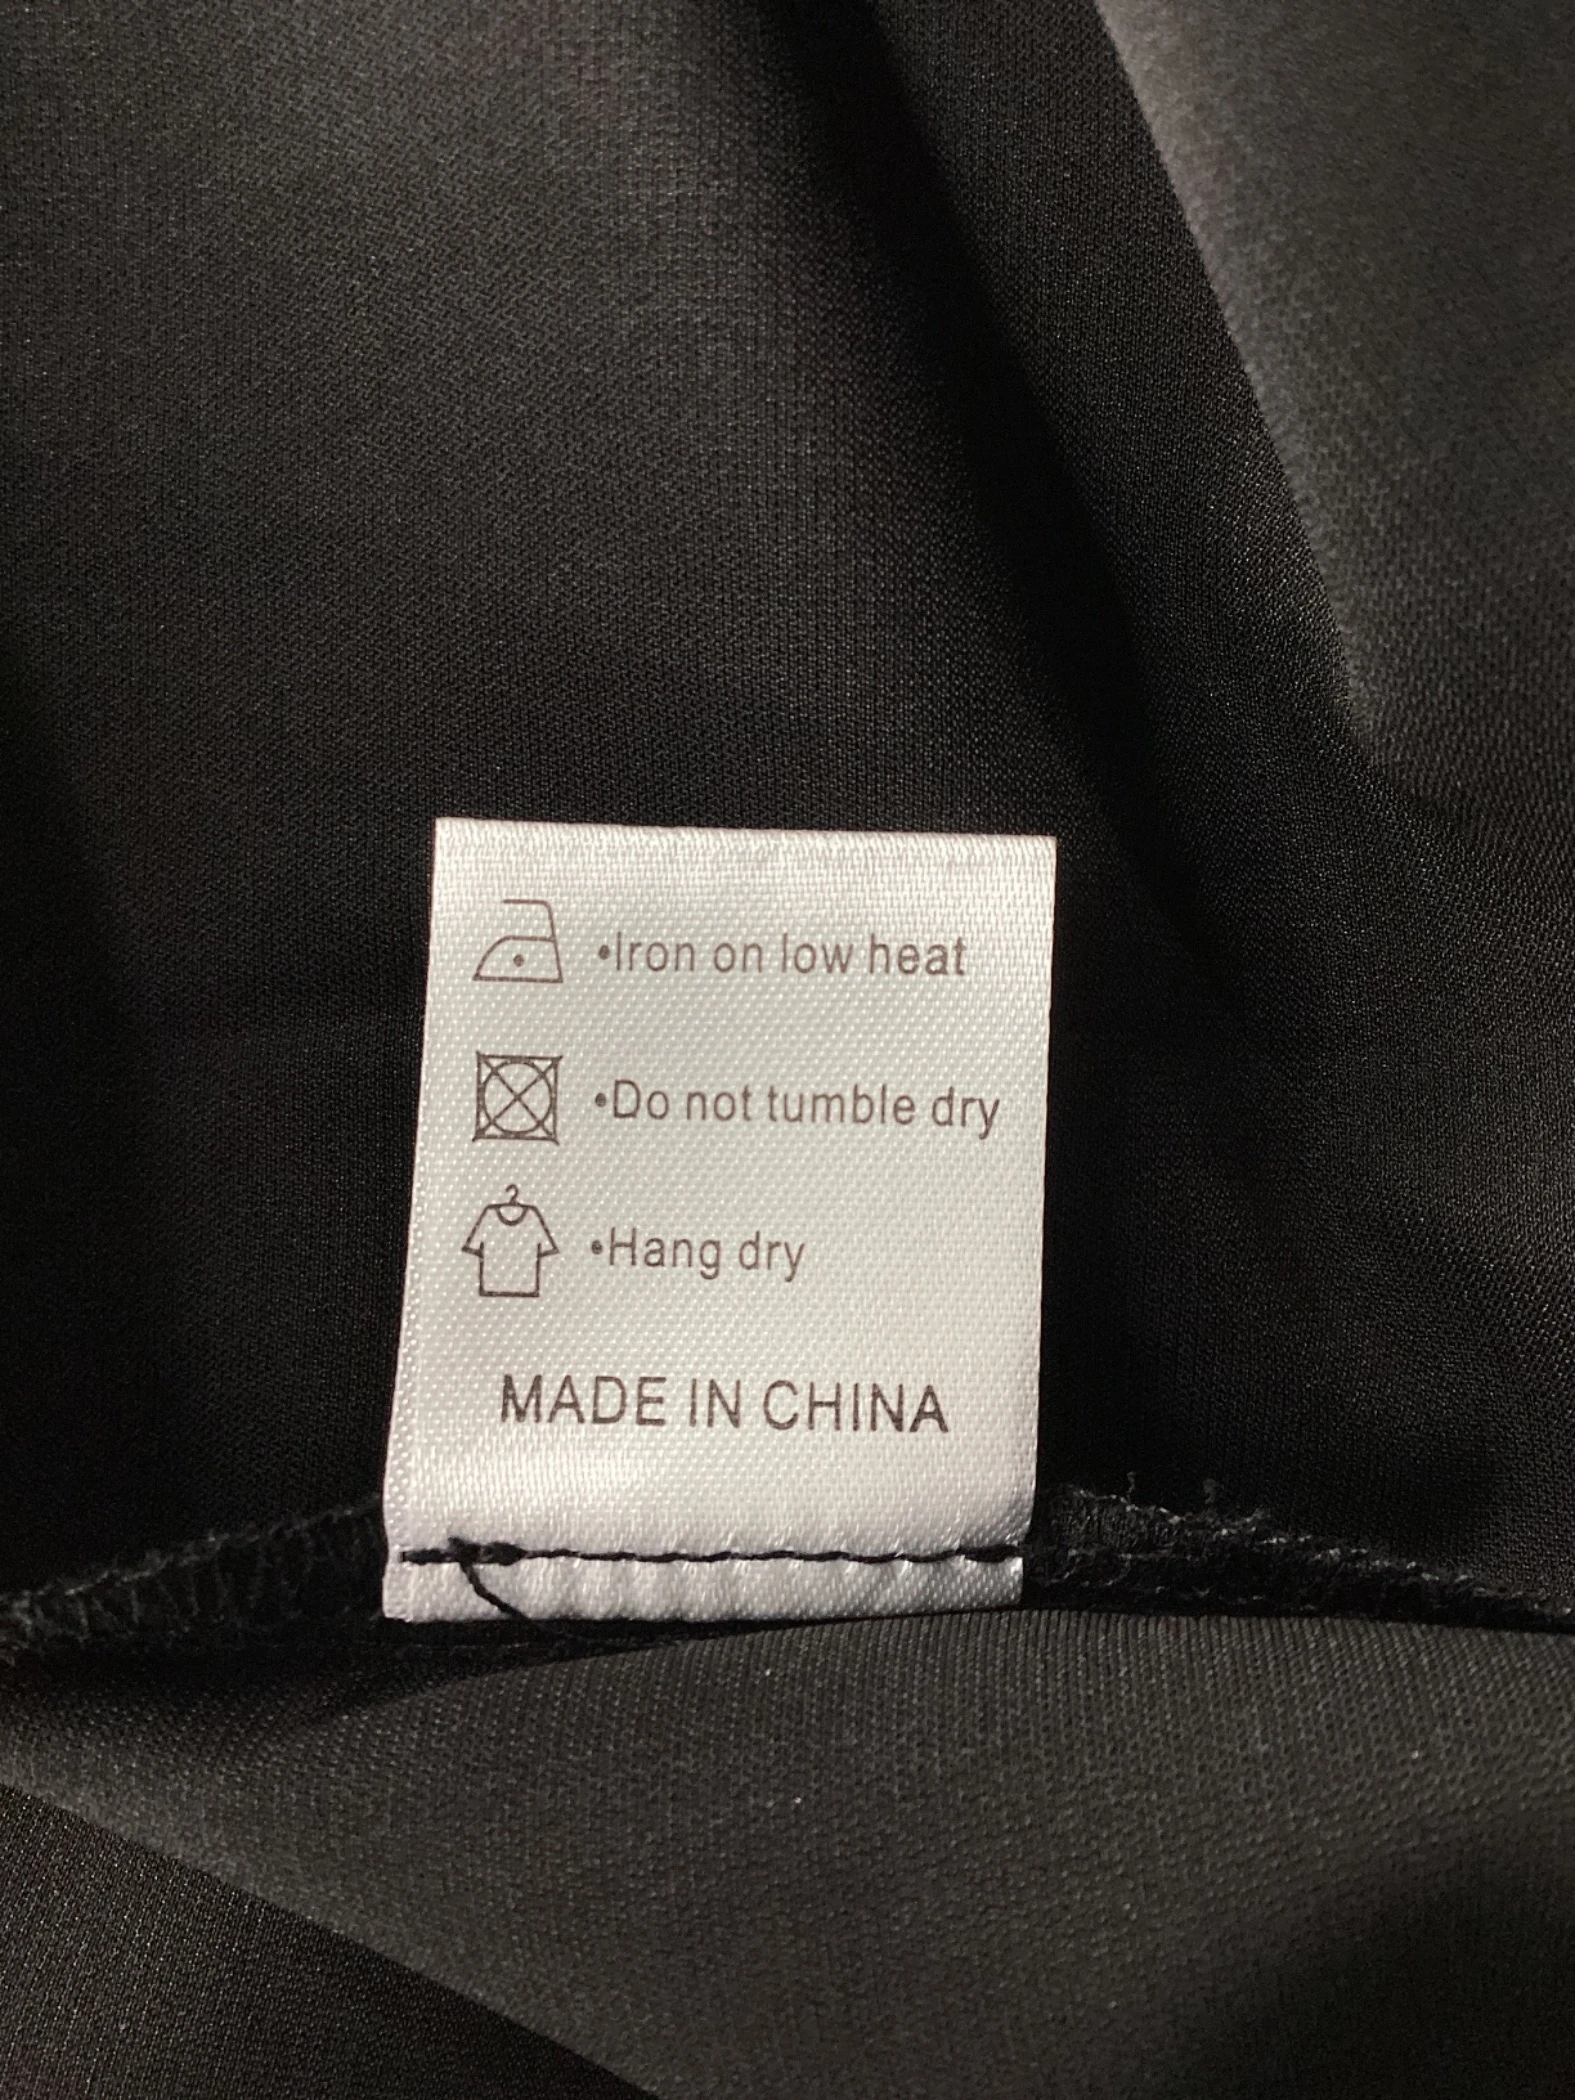 •Iron on low heat
•Do not tumble dry
•Hang dry
MADE IN CHINA